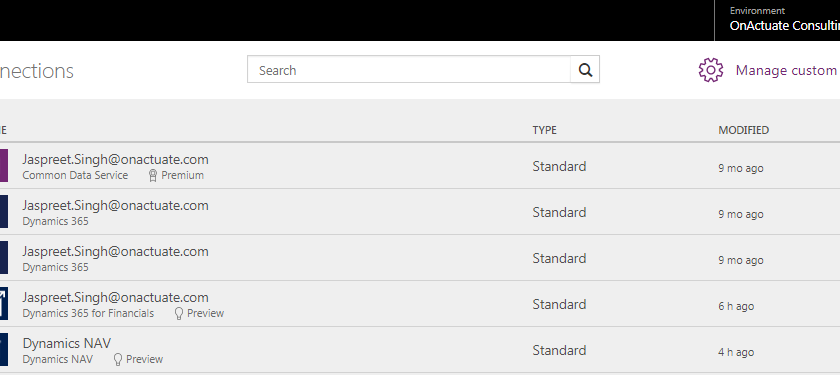 Environment
OnActuate Consultin
nections
Search
Manage custom
E TYPE MODIFIED
Jaspreet.Singh@onactuate.com
Common Data Service Premium
Standard 9 mo ago
Jaspreet.Singh@onactuate.com
Dynamics 365
Standard 9 mo ago
Jaspreet.Singh@onactuate.com
Dynamics 365
Standard 9 mo ago
Jaspreet.Singh@onactuate.com
Dynamics 365 for Financials Preview
Standard 6 h ago
Dynamics NAV
Dynamics NAV Preview
Standard 4 h ago